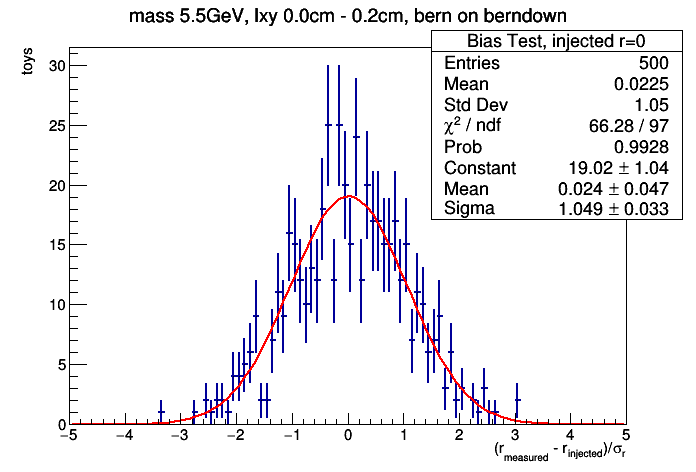 mass 5.5GeV, lxy 0.0cm - 0.2cm, bern on berndown
Bias Test, injected r=0
Entries 500
Mean 0.0225
Std Dev 1.05
χ² / ndf 66.28 / 97
Prob 0.9928
Constant 19.02 ± 1.04
Mean 0.024 ± 0.047
Sigma 1.049 ± 0.033
toys
30
25
20
15
10
5
0
−5 −4 −3 −2 −1 0 1 2 3 4 5
(r_measured - r_injected)/σ_r